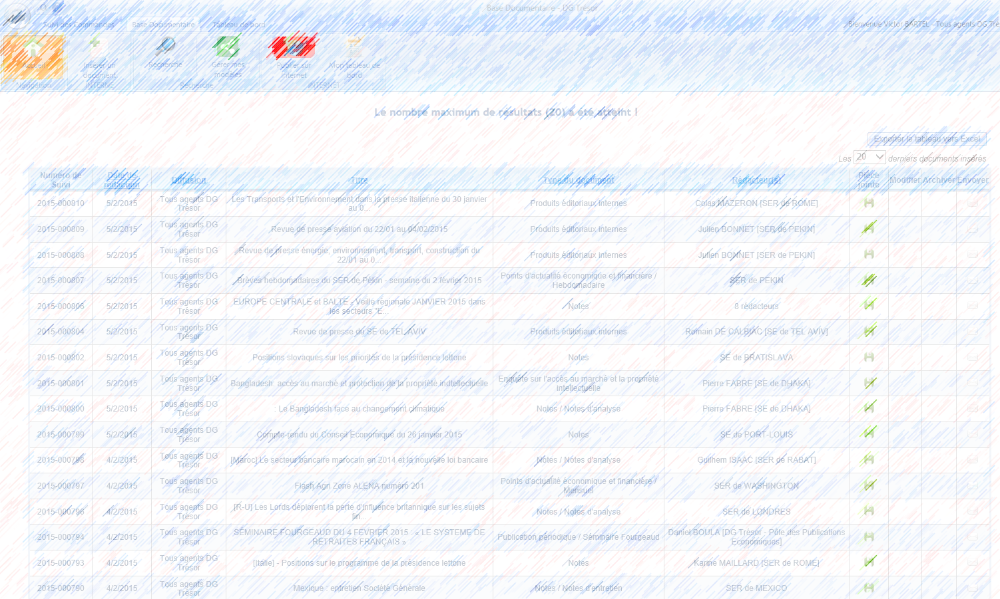 Base Documentaire - DG Trésor
Suivi des Commandes Base Documentaire Tableau de bord
Bienvenue Victor BARTEL - Tous agents DG
Accueil Insérer un document Recherche Gérer mes modèles Publier sur internet Mon tableau de bord
Navigation INTERNE Recherche INTERNET
Le nombre maximum de résultats (20) a été atteint !
Exporter le tableau vers Excel
Les 20 derniers documents insérés
Numéro de Suivi Date de rédaction Diffusion Titre Type du document Rédacteur(s) Pièce jointe Modifier Archiver Envoyer
2015-000810 5/2/2015 Tous agents DG Trésor Les Transports et l'Environnement dans la presse italienne du 30 janvier au 0... Produits éditoriaux internes Colas MAZERON [SER de ROME]
2015-000809 5/2/2015 Tous agents DG Trésor Revue de presse aviation du 22/01 au 04/02/2015 Produits éditoriaux internes Julien BONNET [SER de PEKIN]
2015-000808 5/2/2015 Tous agents DG Trésor Revue de presse énergie, environnement, transport, construction du 22/01 au 0... Produits éditoriaux internes Julien BONNET [SER de PEKIN]
2015-000807 5/2/2015 Tous agents DG Trésor Brèves hebdomadaires du SER de Pékin - semaine du 2 février 2015 Points d'actualité économique et financière / Hebdomadaire SER de PEKIN
2015-000806 5/2/2015 Tous agents DG Trésor EUROPE CENTRALE et BALTE - Veille régionale JANVIER 2015 dans les secteurs "E... Notes 8 rédacteurs
2015-000804 5/2/2015 Tous agents DG Trésor Revue de presse du SE de TEL AVIV Produits éditoriaux internes Romain DE CALBIAC [SE de TEL AVIV]
2015-000802 5/2/2015 Tous agents DG Trésor Positions slovaques sur les priorités de la présidence lettone Notes SE de BRATISLAVA
2015-000801 5/2/2015 Tous agents DG Trésor Bangladesh: accès au marché et protection de la propriété indtellectuelle Enquête sur l'accès au marché et la propriété intellectuelle Pierre FABRE [SE de DHAKA]
2015-000800 5/2/2015 Tous agents DG Trésor : Le Bangladesh face au changement climatique Notes / Notes d'analyse Pierre FABRE [SE de DHAKA]
2015-000799 5/2/2015 Tous agents DG Trésor Compte-rendu du Conseil Economique du 26 janvier 2015 Notes SE de PORT-LOUIS
2015-000798 4/2/2015 Tous agents DG Trésor [Maroc] Le secteur bancaire marocain en 2014 et la nouvelle loi bancaire Notes / Notes d'analyse Guilhem ISAAC [SER de RABAT]
2015-000797 4/2/2015 Tous agents DG Trésor Flash Agri Zone ALENA numéro 201 Points d'actualité économique et financière / Mensuel SER de WASHINGTON
2015-000796 4/2/2015 Tous agents DG Trésor [R-U] Les Lords déplorent la perte d'influence britannique sur les sujets fin... Notes / Notes d'analyse SER de LONDRES
2015-000794 4/2/2015 Tous agents DG Trésor SÉMINAIRE FOURGEAUD DU 4 FEVRIER 2015 : « LE SYSTEME DE RETRAITES FRANÇAIS » Publication périodique / Séminaire Fourgeaud Daniel BOULA [DG Trésor - Pôle des Publications Economiques]
2015-000793 4/2/2015 Tous agents DG Trésor [Italie] - Positions sur le programme de la présidence lettone Notes Karine MAILLARD [SER de ROME]
2015-000790 4/2/2015 Tous agents DG Trésor Mexique : entretien Société Générale Notes / Notes d'entretien SER de MEXICO